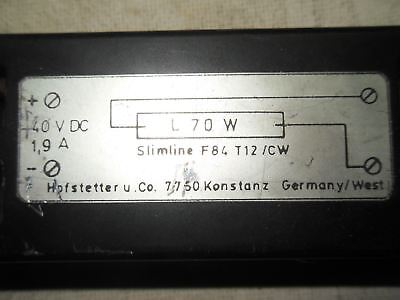 +
40 V DC
1,9 A
-
L 70 W
Slimline F84 T12/CW
Hofstetter u. Co. 7750 Konstanz Germany/West